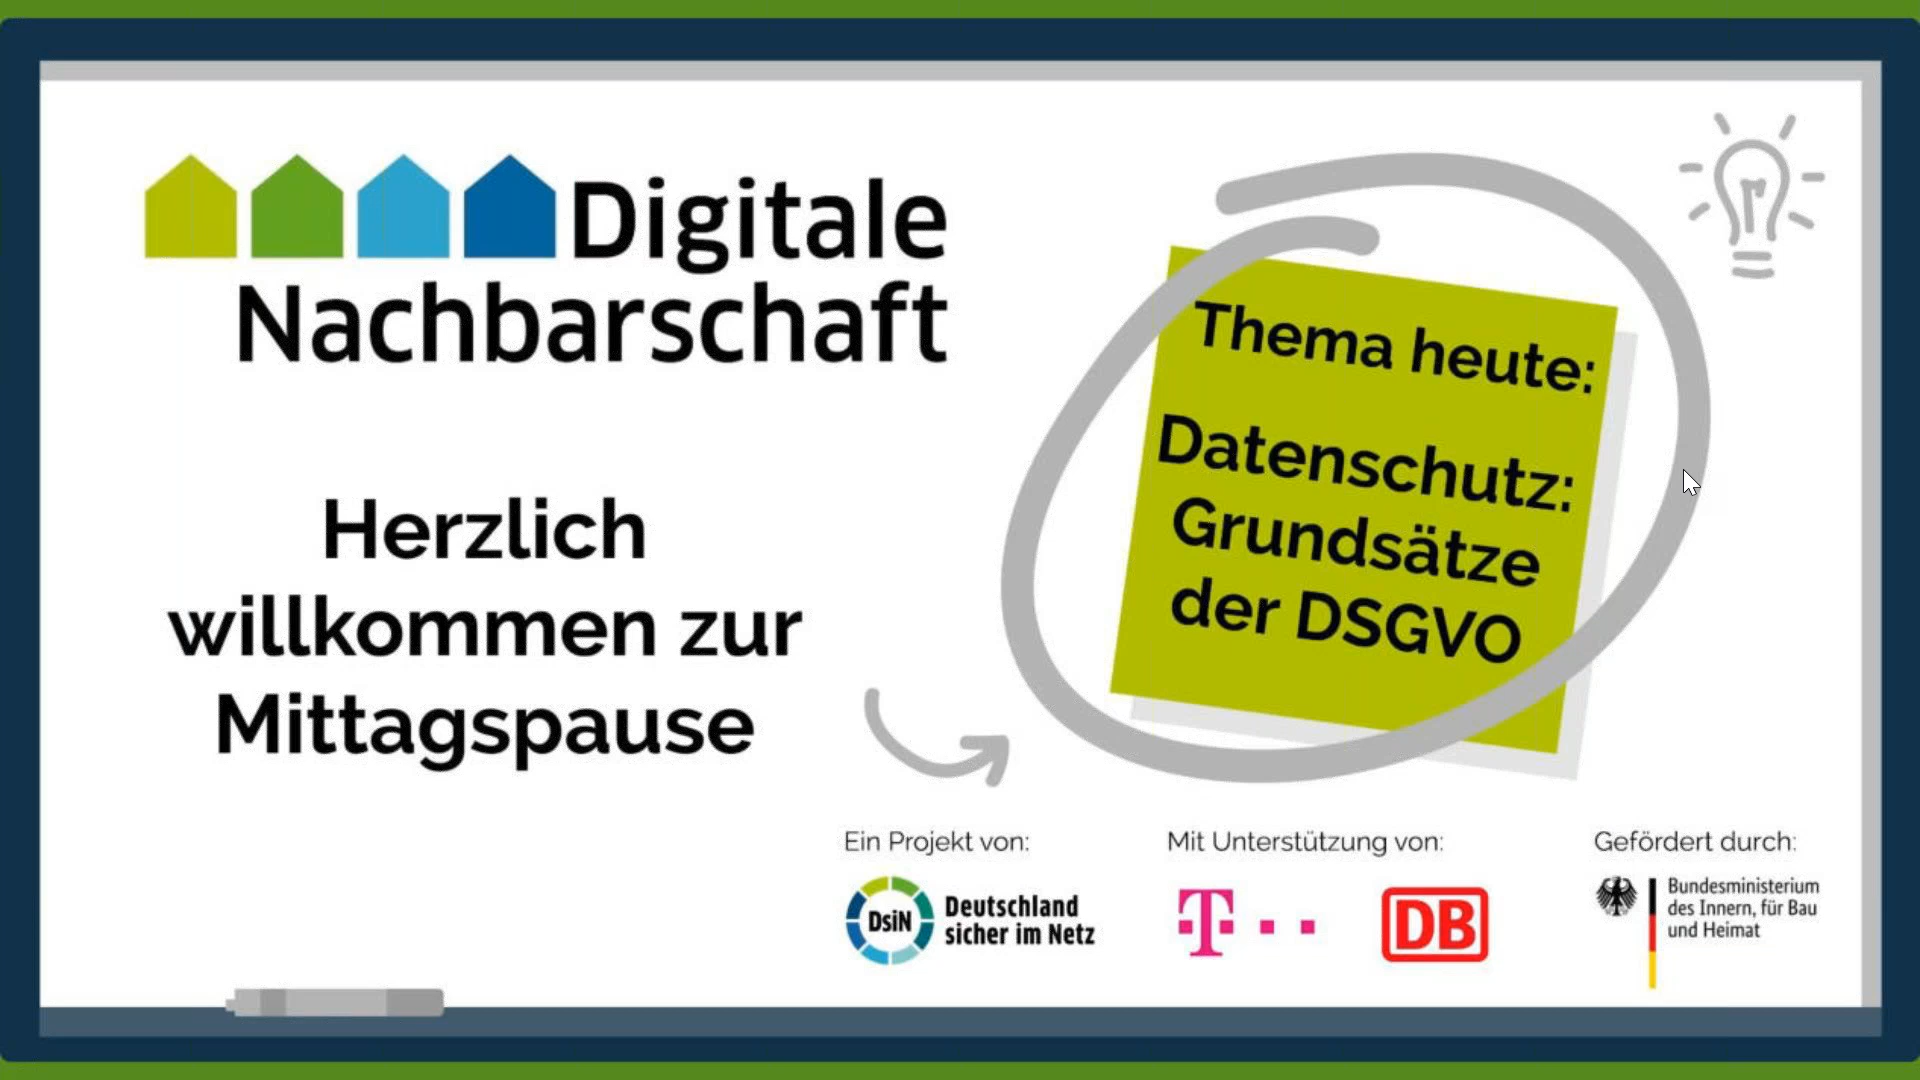 Digitale
Nachbarschaft
Herzlich
willkommen zur
Mittagspause
Thema heute:
Datenschutz:
Grundsätze
der DSGVO
Ein Projekt von:
DsiN
Deutschland
sicher im Netz
Mit Unterstützung von:
T
DB
Gefördert durch:
Bundesministerium
des Innern, für Bau
und Heimat